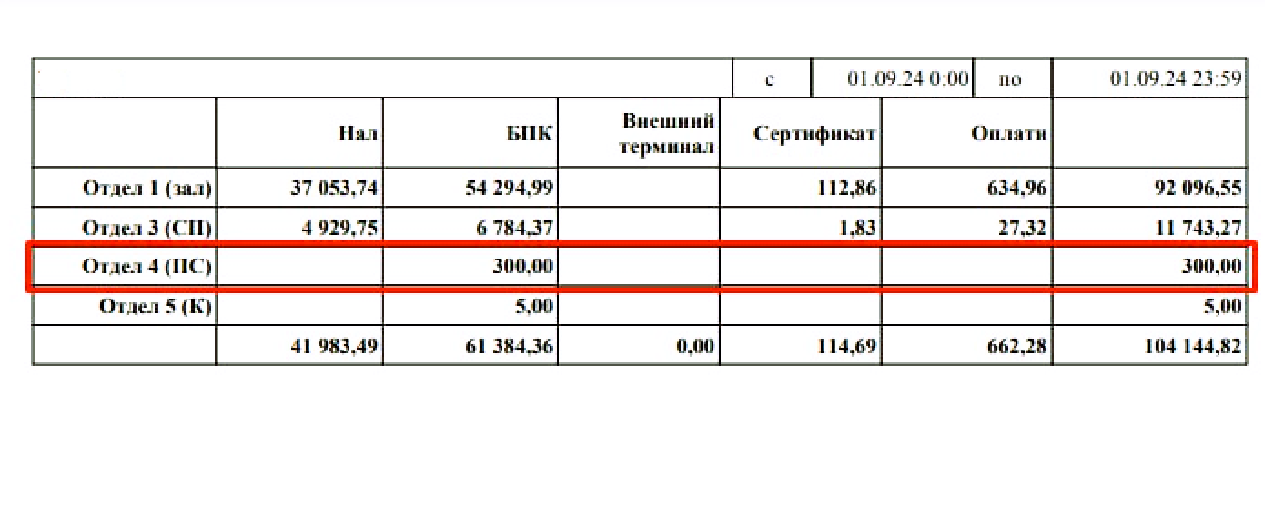 с 01.09.24 0:00 по 01.09.24 23:59
Нал БПК Внешний терминал Сертификат Оплати
Отдел 1 (зал) 37 053,74 54 294,99 112,86 634,96 92 096,55
Отдел 3 (СП) 4 929,75 6 784,37 1,83 27,32 11 743,27
Отдел 4 (ПС) 300,00 300,00
Отдел 5 (К) 5,00 5,00
41 983,49 61 384,36 0,00 114,69 662,28 104 144,82